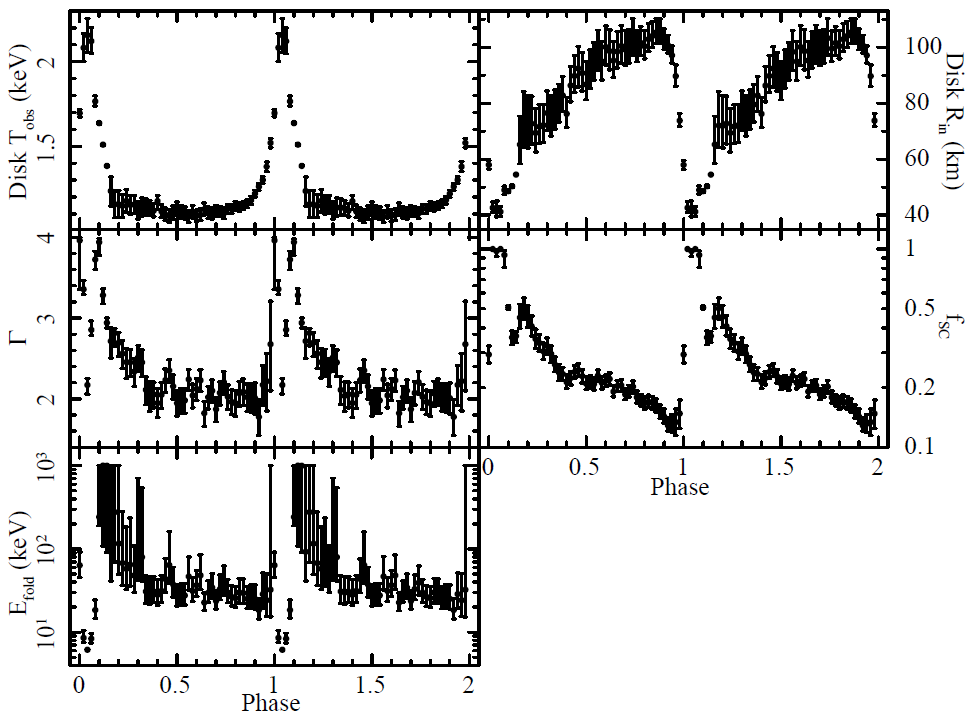 Disk T_obs (keV)
2
1.5
Disk R_in (km)
100
80
60
40
Γ
4
3
2
f_SC
1
0.5
0.2
0.1
0 0.5 1 1.5 2
Phase
E_fold (keV)
10^3
10^2
10^1
0 0.5 1 1.5 2
Phase